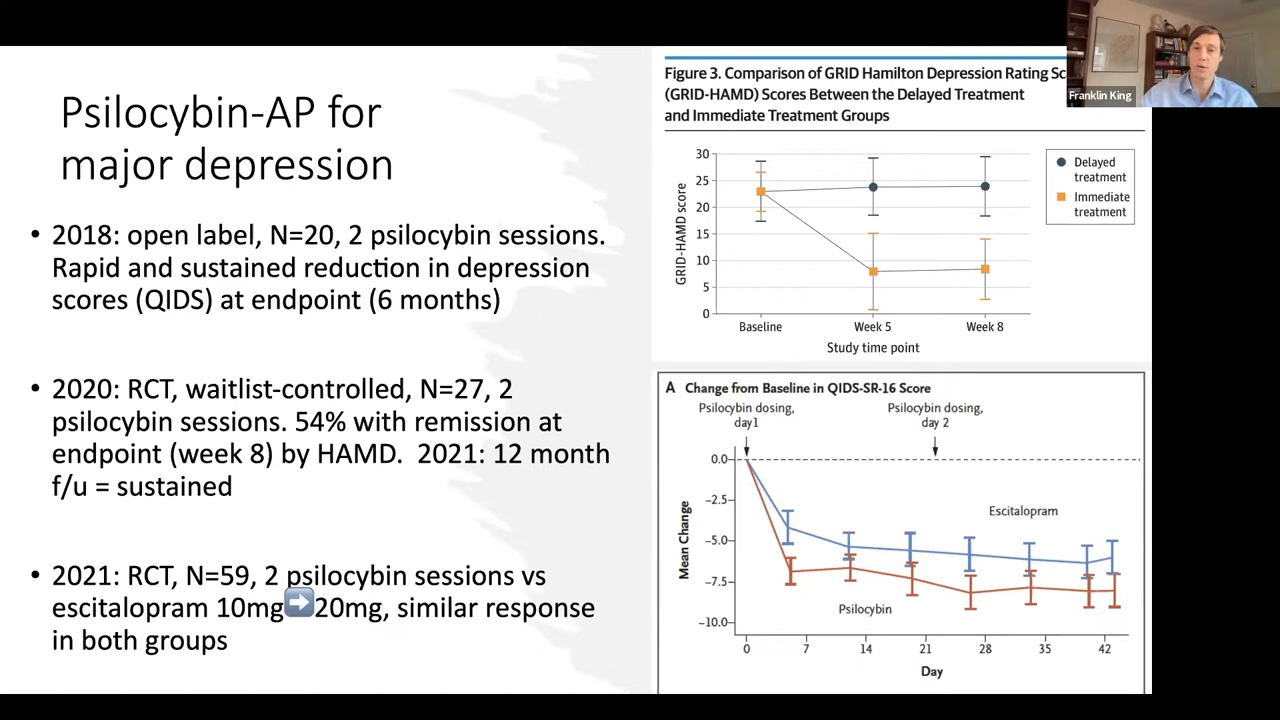 Psilocybin-AP for
major depression
• 2018: open label, N=20, 2 psilocybin sessions.
Rapid and sustained reduction in depression
scores (QIDS) at endpoint (6 months)
• 2020: RCT, waitlist-controlled, N=27, 2
psilocybin sessions. 54% with remission at
endpoint (week 8) by HAMD.  2021: 12 month
f/u = sustained
• 2021: RCT, N=59, 2 psilocybin sessions vs
escitalopram 10mg➡20mg, similar response
in both groups
Figure 3. Comparison of GRID Hamilton Depression Rating
(GRID-HAMD) Scores Between the Delayed Treatment
and Immediate Treatment Groups
GRID-HAMD score
30
25
20
15
10
5
0
Baseline
Week 5
Week 8
Study time point
Delayed
treatment
Immediate
treatment
Franklin King
A Change from Baseline in QIDS-SR-16 Score
Psilocybin dosing,
day1
Psilocybin dosing,
day 2
Mean Change
0.0
−2.5
−5.0
−7.5
−10.0
Escitalopram
Psilocybin
0
7
14
21
28
35
42
Day